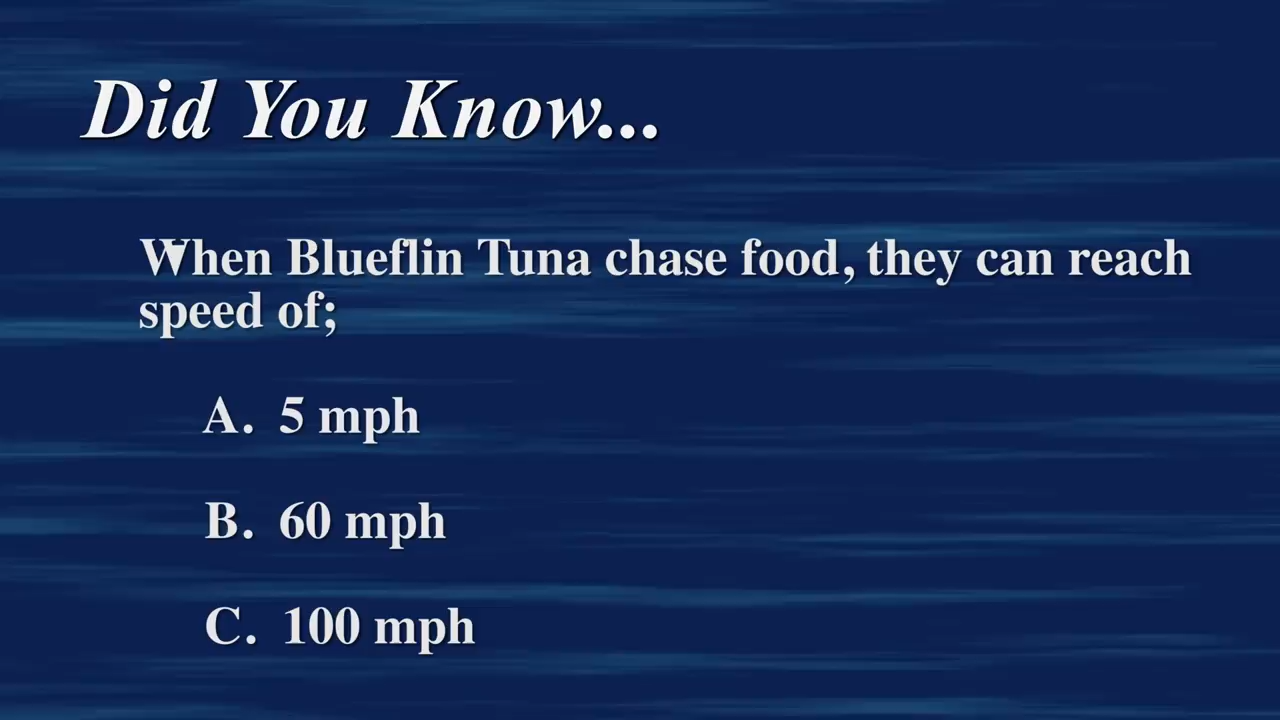 Did You Know...
When Blueflin Tuna chase food, they can reach
speed of;
A. 5 mph
B. 60 mph
C. 100 mph